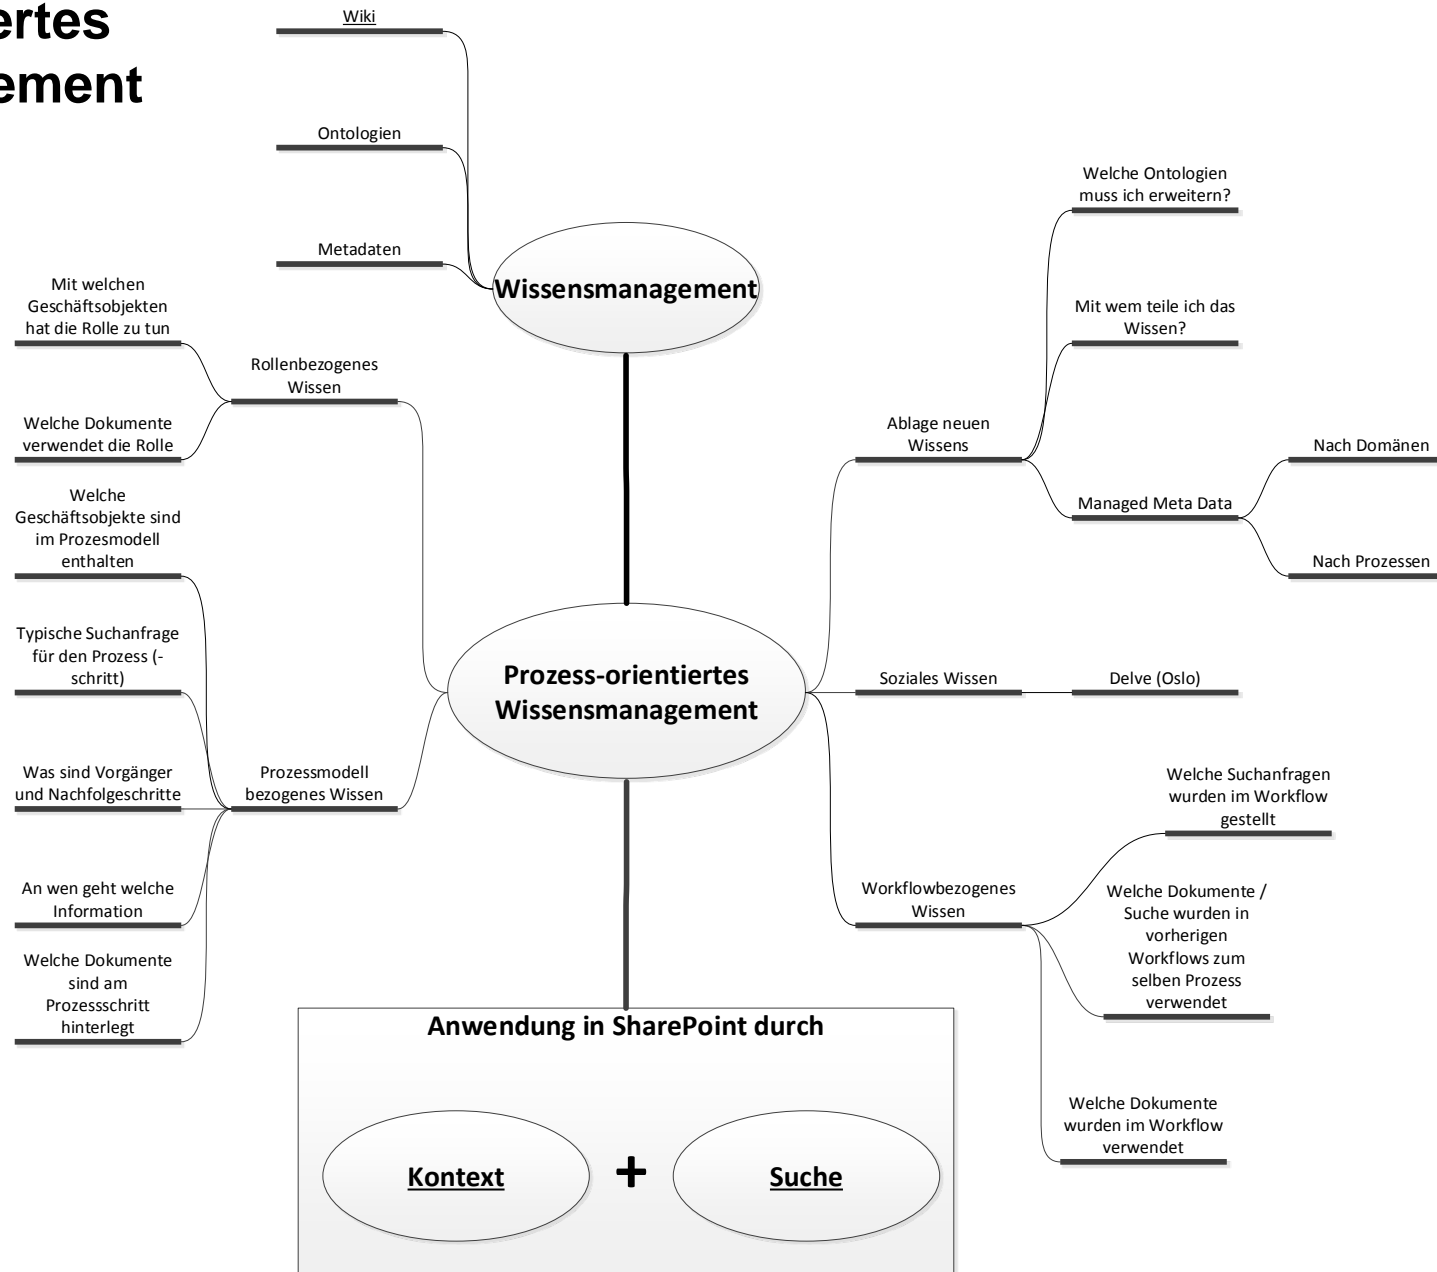 ertes
ement
Wiki
Ontologien
Metadaten
Wissensmanagement
Mit welchen
Geschäftsobjekten
hat die Rolle zu tun
Rollenbezogenes
Wissen
Welche Dokumente
verwendet die Rolle
Welche
Geschäftsobjekte sind
im Prozesmodell
enthalten
Typische Suchanfrage
für den Prozess (-
schritt)
Was sind Vorgänger
und Nachfolgeschritte
Prozessmodell
bezogenes Wissen
An wen geht welche
Information
Welche Dokumente
sind am
Prozessschritt
hinterlegt
Prozess-orientiertes
Wissensmanagement
Welche Ontologien
muss ich erweitern?
Mit wem teile ich das
Wissen?
Ablage neuen
Wissens
Managed Meta Data
Nach Domänen
Nach Prozessen
Soziales Wissen
Delve (Oslo)
Welche Suchanfragen
wurden im Workflow
gestellt
Workflowbezogenes
Wissen
Welche Dokumente /
Suche wurden in
vorherigen
Workflows zum
selben Prozess
verwendet
Welche Dokumente
wurden im Workflow
verwendet
Anwendung in SharePoint durch
Kontext
+
Suche